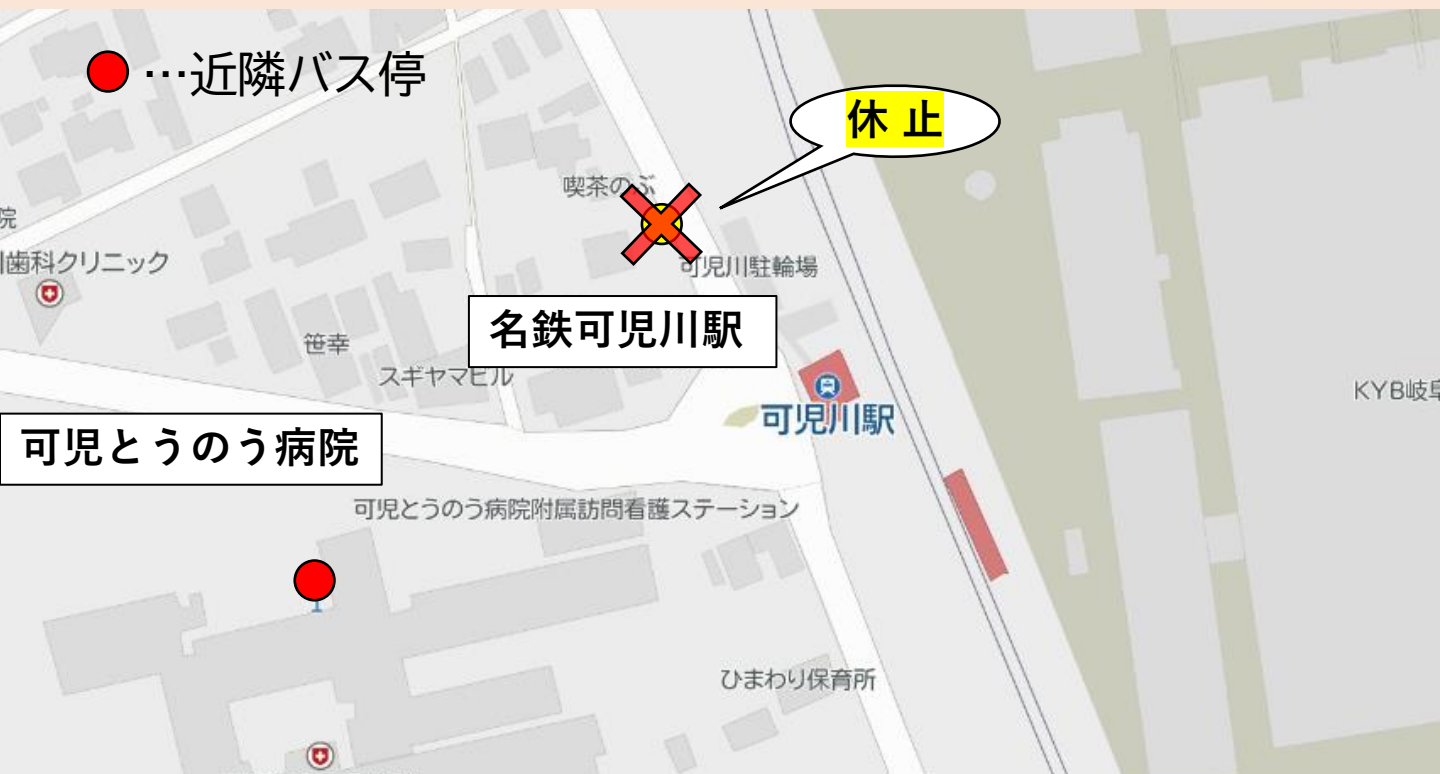 …近隣バス停
休 止
喫茶のぶ
院
歯科クリニック
可児川駐輪場
名鉄可児川駅
笹幸
スギヤマビル
KYB岐阜
可児川駅
可児とうのう病院
可児とうのう病院附属訪問看護ステーション
ひまわり保育所